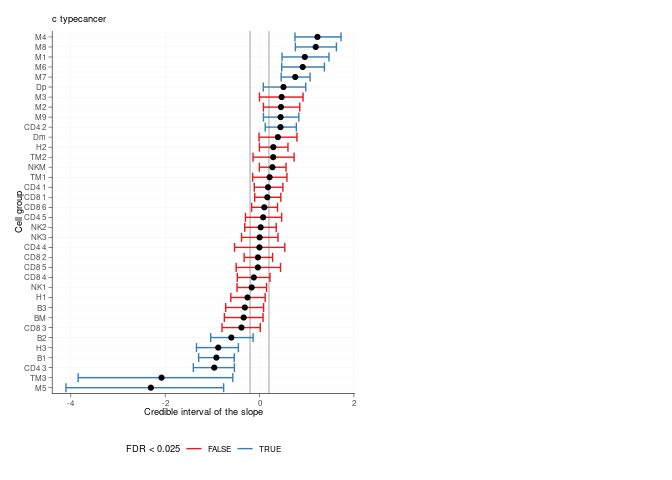 c typecancer
M4
M8
M1
M6
M7
Dp
M3
M2
M9
CD4 2
Dm
H2
TM2
NKM
TM1
CD4 1
CD8 1
CD8 6
CD4 5
NK2
NK3
CD4 4
CD8 2
CD8 5
CD8 4
NK1
H1
B3
BM
CD8 3
B2
H3
B1
CD4 3
TM3
M5
Cell group
-4 -2 0 2
Credible interval of the slope
FDR < 0.025 FALSE TRUE